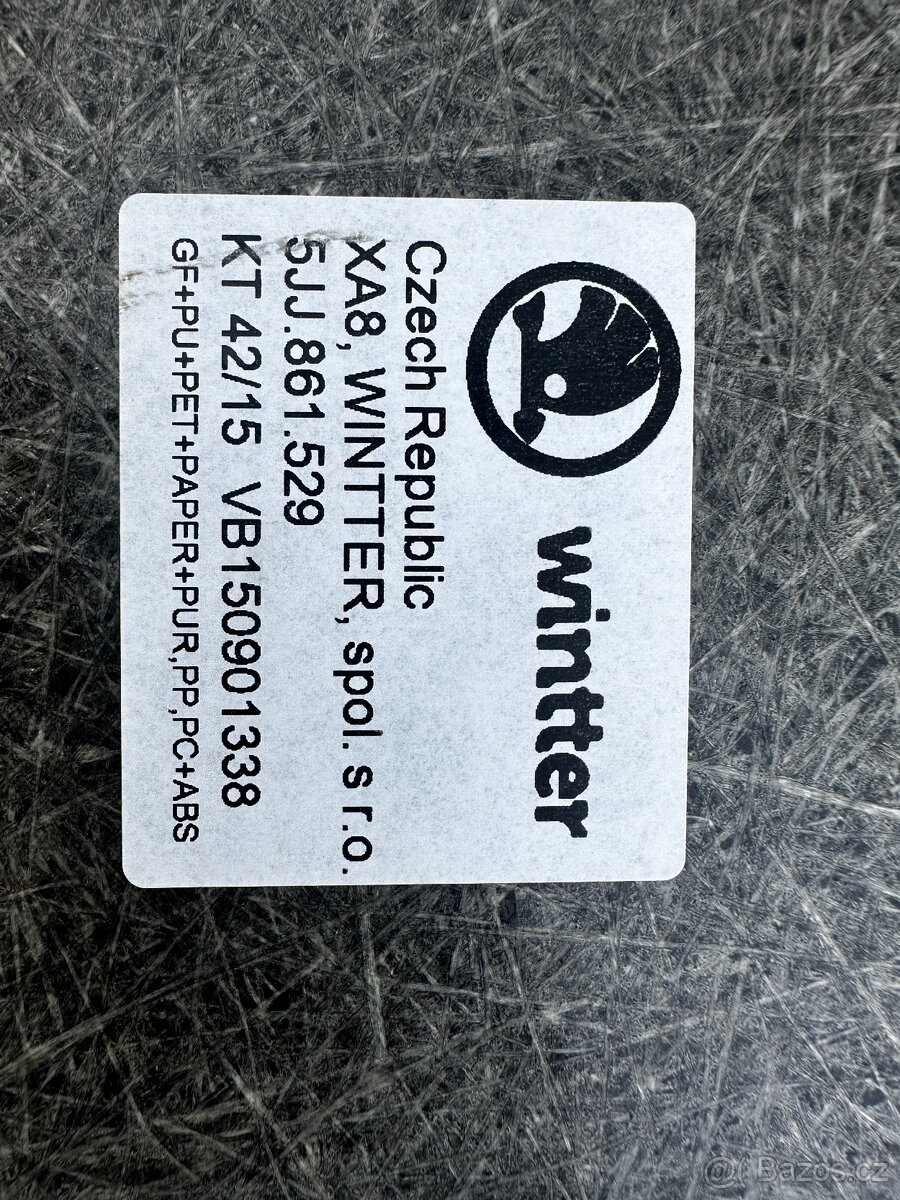 wintter
Czech Republic
XA8, WINTTER, spol. s r.o.
5JJ.861.529
KT 42/15 VB150901338
GF+PU+PET+PAPER+PUR,PP,PC+ABS
Bazos.cz